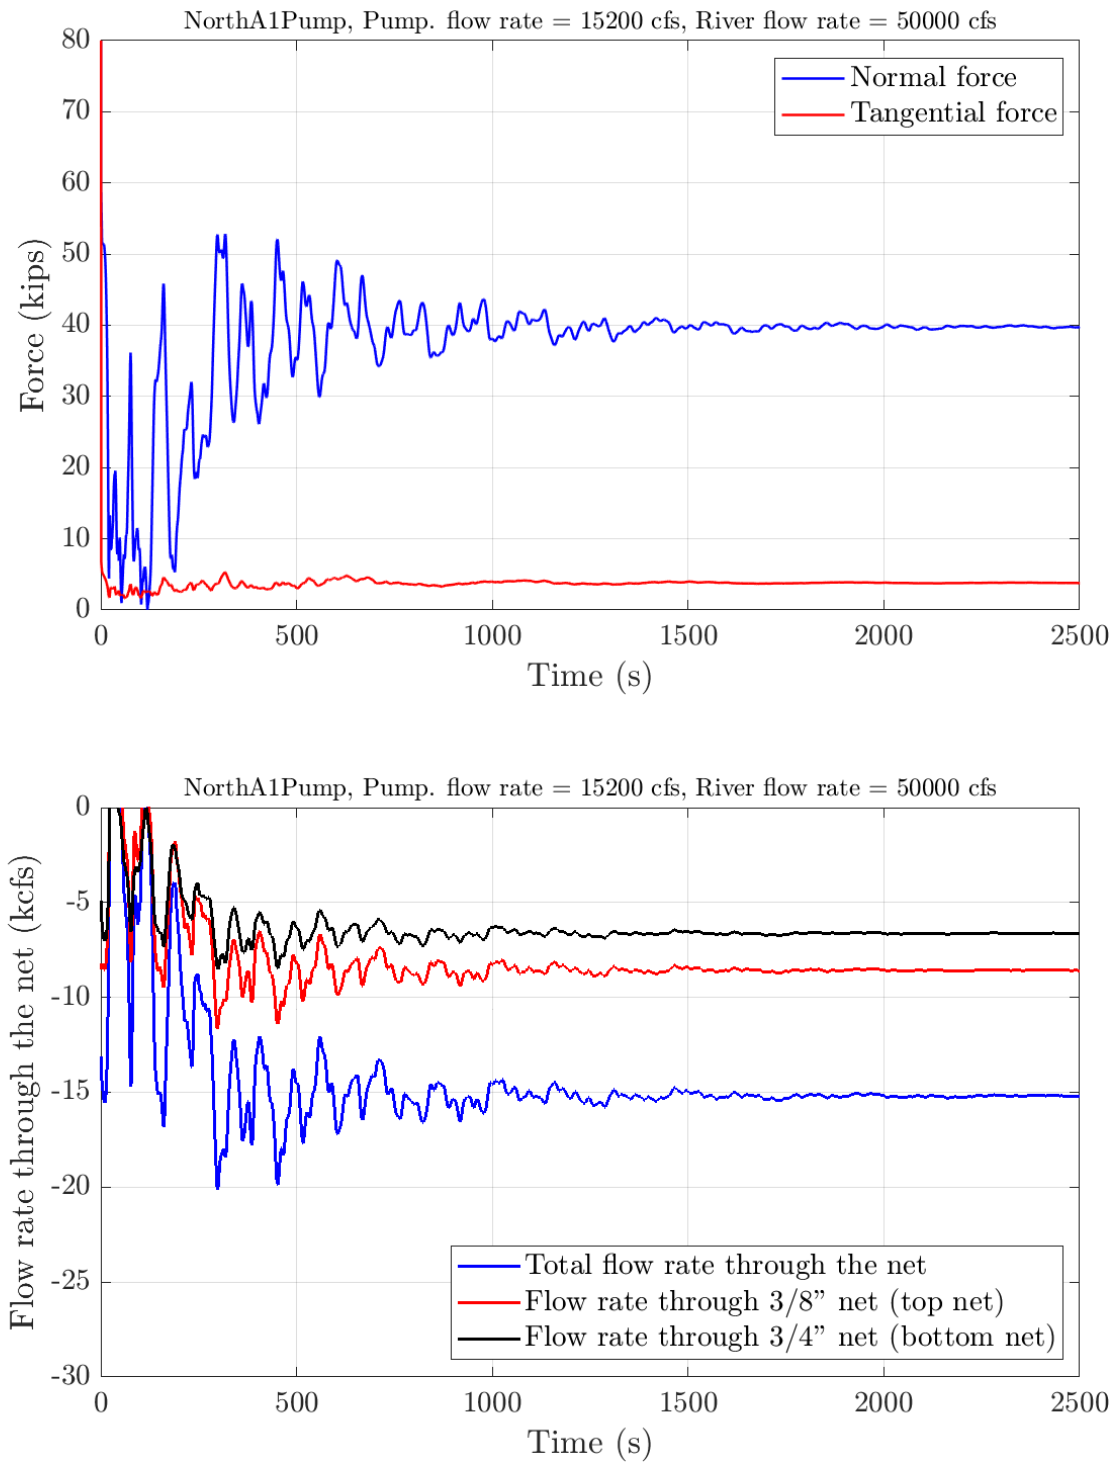 NorthA1Pump, Pump. flow rate = 15200 cfs, River flow rate = 50000 cfs
80
70
60
50
40
30
20
10
0
Force (kips)
Normal force
Tangential force
0 500 1000 1500 2000 2500
Time (s)
NorthA1Pump, Pump. flow rate = 15200 cfs, River flow rate = 50000 cfs
0
-5
-10
-15
-20
-25
-30
Flow rate through the net (kcfs)
Total flow rate through the net
Flow rate through 3/8" net (top net)
Flow rate through 3/4" net (bottom net)
0 500 1000 1500 2000 2500
Time (s)